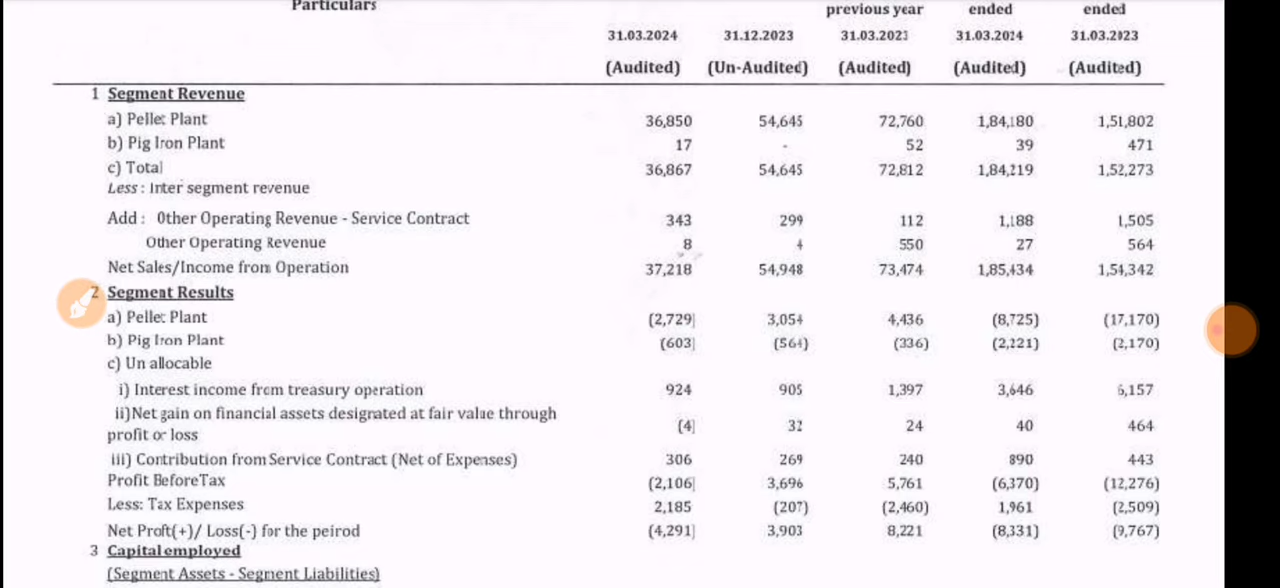 Particulars previous year ended ended
31.03.2024 31.12.2023 31.03.2023 31.03.2024 31.03.2023
(Audited) (Un-Audited) (Audited) (Audited) (Audited)
1 Segment Revenue
a) Pellet Plant 36,850 54,645 72,760 1,84,180 1,51,802
b) Pig Iron Plant 17 - 52 39 471
c) Total 36,867 54,645 72,812 1,84,219 1,52,273
Less : Inter segment revenue
Add : Other Operating Revenue - Service Contract 343 299 112 1,188 1,505
Other Operating Revenue 8 4 550 27 564
Net Sales/Income from Operation 37,218 54,948 73,474 1,85,434 1,54,342
2 Segment Results
a) Pellet Plant (2,729) 3,054 4,436 (8,725) (17,170)
b) Pig Iron Plant (603) (564) (336) (2,221) (2,170)
c) Un allocable
i) Interest income from treasury operation 924 905 1,397 3,646 6,157
ii)Net gain on financial assets designated at fair value through
profit or loss (4) 32 24 40 464
iii) Contribution from Service Contract (Net of Expenses) 306 269 240 890 443
Profit BeforeTax (2,106) 3,696 5,761 (6,370) (12,276)
Less: Tax Expenses 2,185 (207) (2,460) 1,961 (2,509)
Net Proft(+)/ Loss(-) for the peirod (4,291) 3,903 8,221 (8,331) (9,767)
3 Capital employed
(Segment Assets - Segment Liabilities)